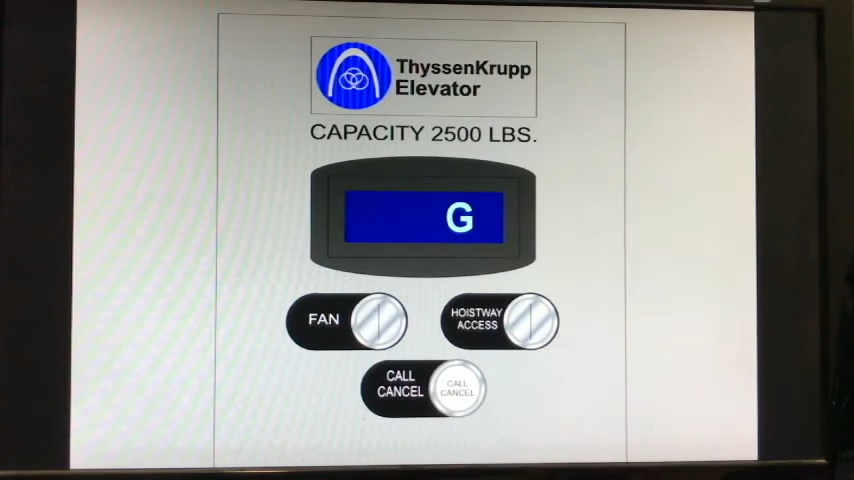 ThyssenKrupp
Elevator
CAPACITY 2500 LBS.
G
FAN
HOISTWAY
ACCESS
CALL
CANCEL
CALL
CANCEL